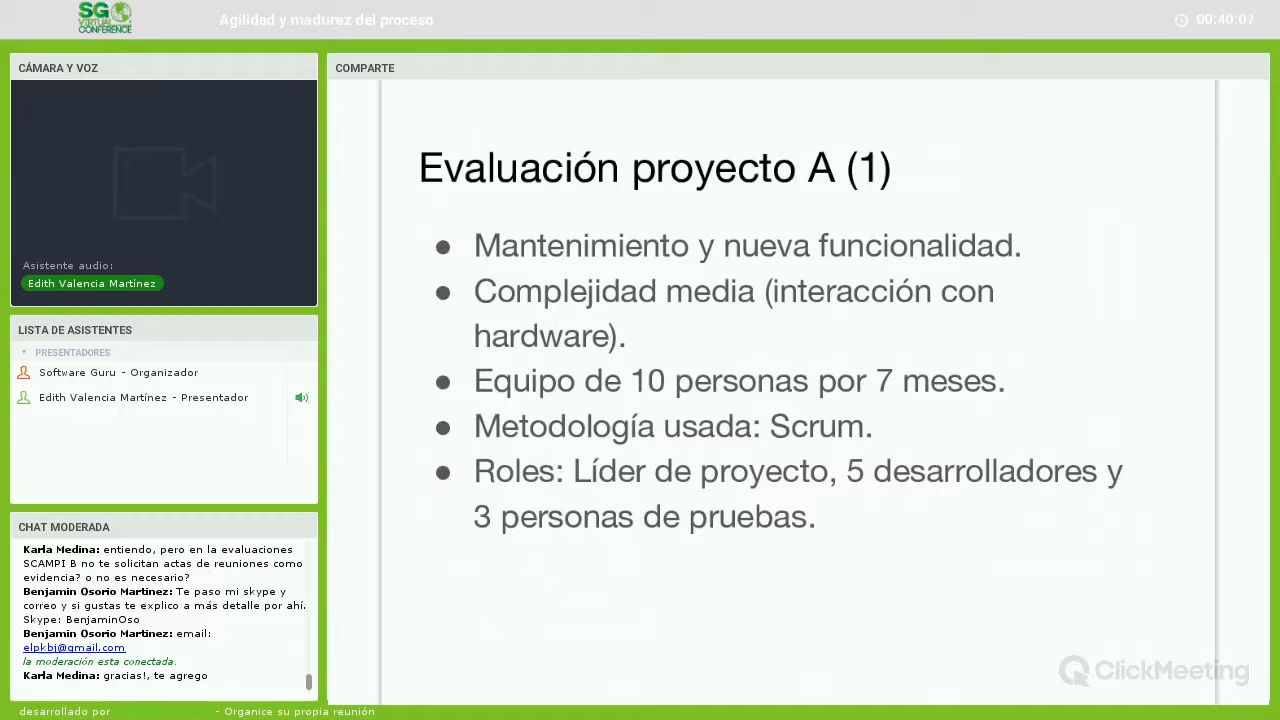 SG
VIRTUAL
CONFERENCE
Agilidad y madurez del proceso
CÁMARA Y VOZ
Asistente audio:
Edith Valencia Martínez
LISTA DE ASISTENTES
PRESENTADORES
Software Guru - Organizador
Edith Valencia Martínez - Presentador
CHAT MODERADA
Karla Medina: entiendo, pero en la evaluaciones
SCAMPI B no te solicitan actas de reuniones como
evidencia? o no es necesario?
Benjamin Osorio Martinez: Te paso mi skype y
correo y si gustas te explico a más detalle por ahí.
Skype: BenjaminOso
Benjamin Osorio Martinez: email:
elpkbj@gmail.com
la moderación esta conectada.
Karla Medina: gracias!, te agrego
desarrollado por
- Organice su propia reunión
COMPARTE
Evaluación proyecto A (1)
● Mantenimiento y nueva funcionalidad.
● Complejidad media (interacción con
hardware).
● Equipo de 10 personas por 7 meses.
● Metodología usada: Scrum.
● Roles: Líder de proyecto, 5 desarrolladores y
3 personas de pruebas.
ClickMeeting